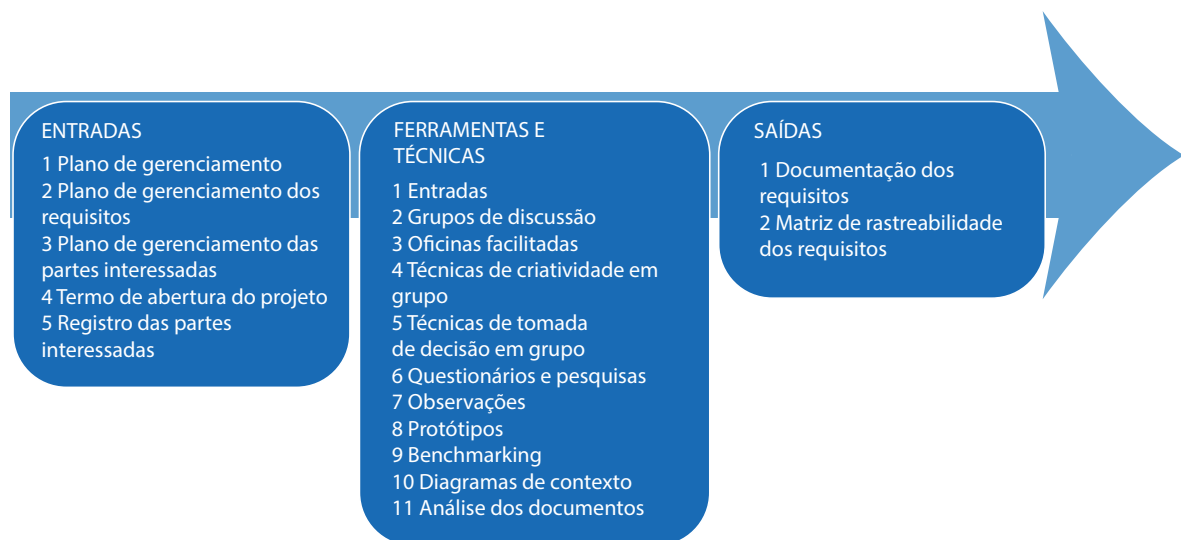 ENTRADAS
1 Plano de gerenciamento
2 Plano de gerenciamento dos
requisitos
3 Plano de gerenciamento das
partes interessadas
4 Termo de abertura do projeto
5 Registro das partes
interessadas
FERRAMENTAS E
TÉCNICAS
1 Entradas
2 Grupos de discussão
3 Oficinas facilitadas
4 Técnicas de criatividade em
grupo
5 Técnicas de tomada
de decisão em grupo
6 Questionários e pesquisas
7 Observações
8 Protótipos
9 Benchmarking
10 Diagramas de contexto
11 Análise dos documentos
SAÍDAS
1 Documentação dos
requisitos
2 Matriz de rastreabilidade
dos requisitos